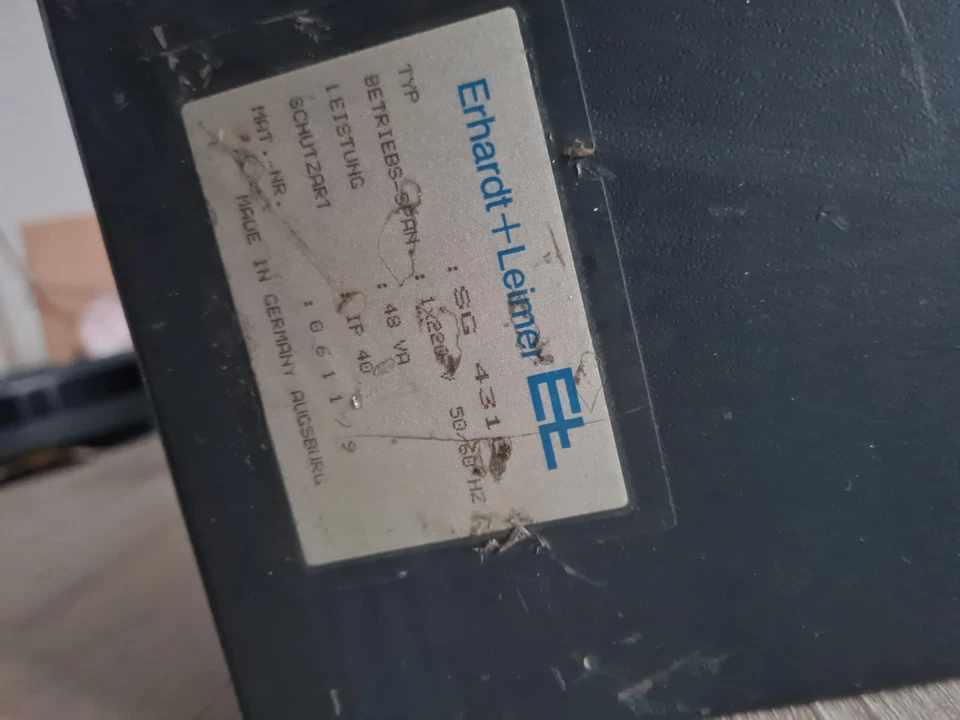 Erhardt+Leimer E+L
TYP : SG 431
BETRIEBS-SPAN. : 1x220 V 50/60 HZ
LEISTUNG : 48 VA
SCHUTZART : IP 40
MAT.-NR. : 0 6 1 1 9
MADE IN GERMANY AUGSBURG